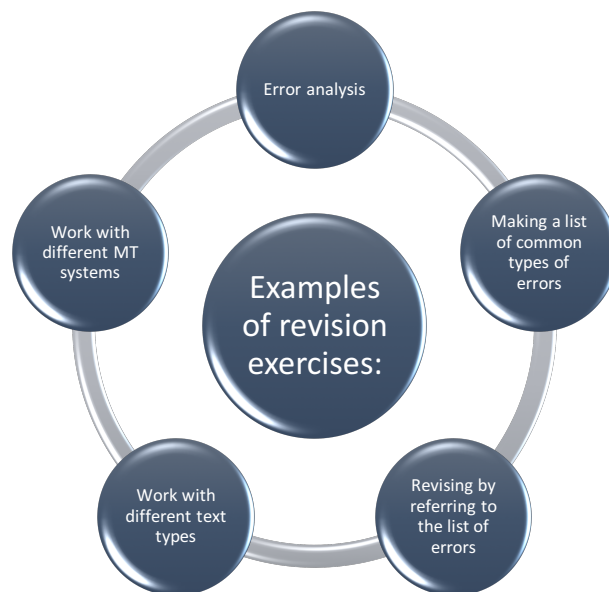 Error analysis
Making a list
of common
types of
errors
Revising by
referring to
the list of
errors
Work with
different text
types
Work with
different MT
systems
Examples
of revision
exercises: